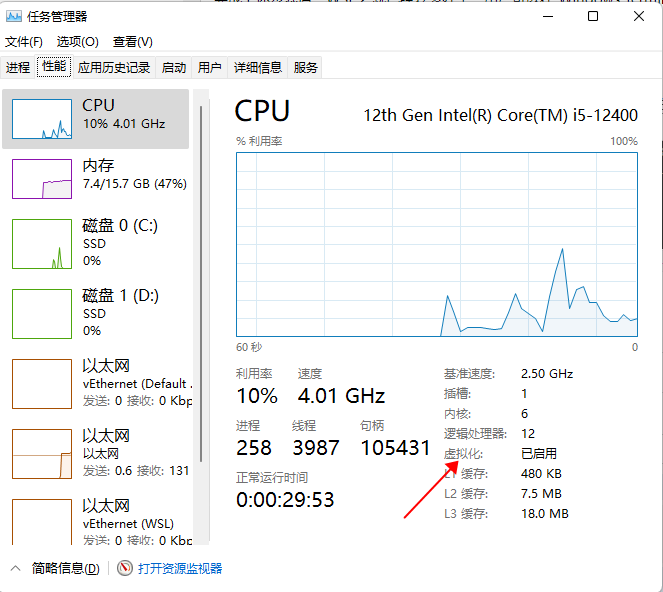 任务管理器
文件(F) 选项(O) 查看(V)
进程 性能 应用历史记录 启动 用户 详细信息 服务
CPU
10% 4.01 GHz
内存
7.4/15.7 GB (47%)
磁盘 0 (C:)
SSD
0%
磁盘 1 (D:)
SSD
0%
以太网
vEthernet (Default .
发送: 0 接收: 0 Kbp
以太网
以太网
发送: 0.6 接收: 131
以太网
vEthernet (WSL)
发送: 0 接收: 0 Kbp
CPU 12th Gen Intel(R) Core(TM) i5-12400
% 利用率 100%
60 秒 0
利用率 速度
10% 4.01 GHz
进程 线程 句柄
258 3987 105431
正常运行时间
0:00:29:53
基准速度: 2.50 GHz
插槽: 1
内核: 6
逻辑处理器: 12
虚拟化: 已启用
L1 缓存: 480 KB
L2 缓存: 7.5 MB
L3 缓存: 18.0 MB
简略信息(D) 打开资源监视器